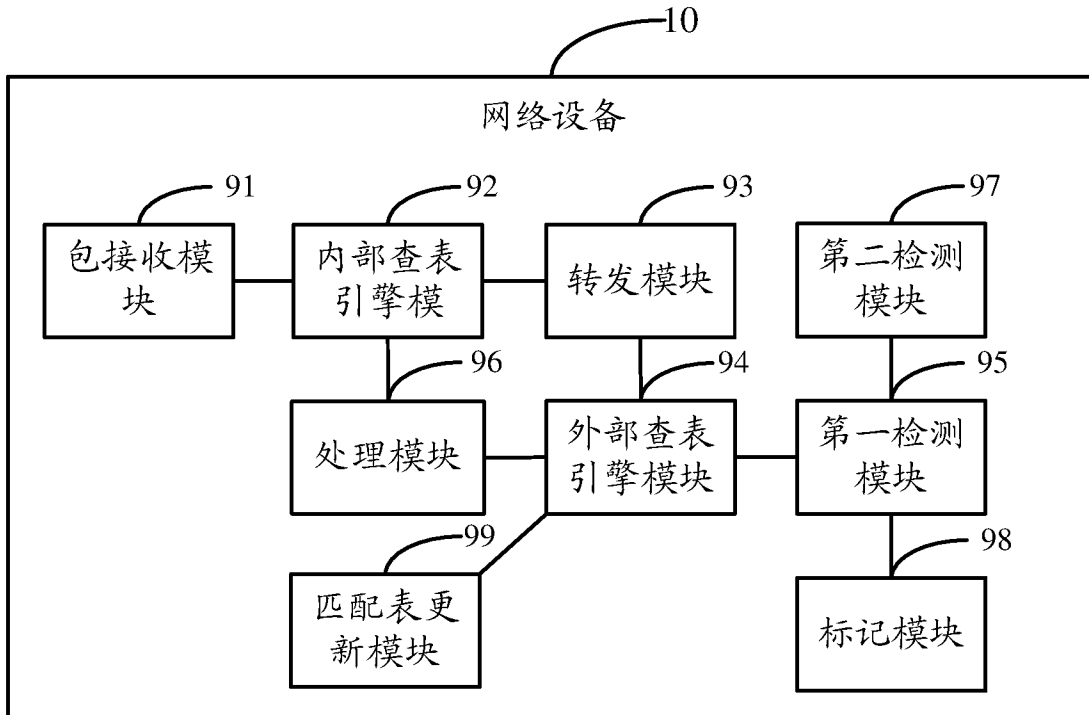 10
网络设备
91
92
93
97
包接收模
块
内部查表
引擎模
转发模块
第二检测
模块
96
94
95
处理模块
外部查表
引擎模块
第一检测
模块
99
98
匹配表更
新模块
标记模块